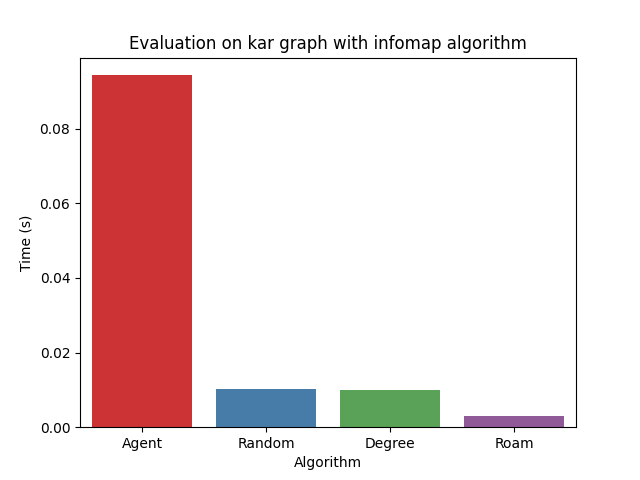 Evaluation on kar graph with infomap algorithm
0.08
0.06
0.04
0.02
0.00
Time (s)
Agent Random Degree Roam
Algorithm